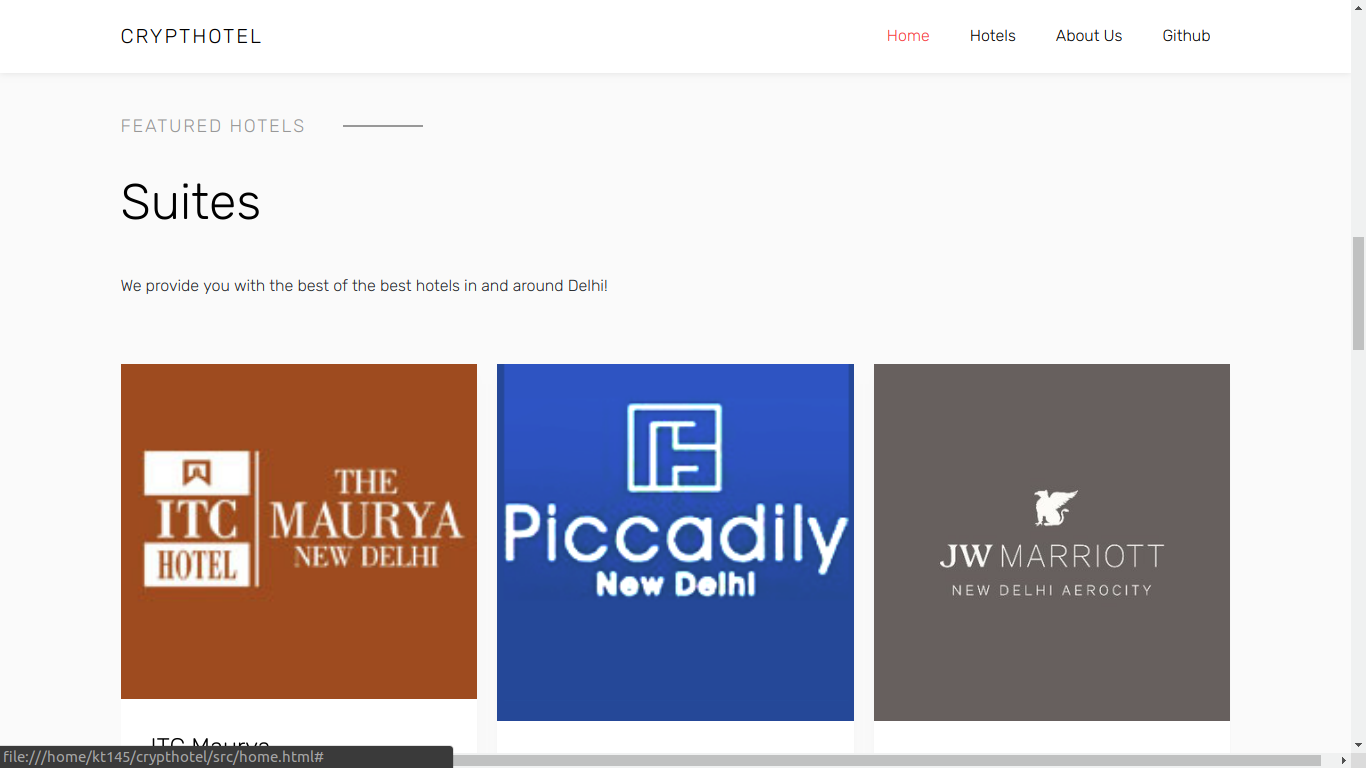 CRYPTHOTEL
Home Hotels About Us Github
FEATURED HOTELS
Suites
We provide you with the best of the best hotels in and around Delhi!
ITC
HOTEL
THE
MAURYA
NEW DELHI
Piccadily
New Delhi
JW MARRIOTT
NEW DELHI AEROCITY
ITC Maurya
file:///home/kt145/crypthotel/src/home.html#